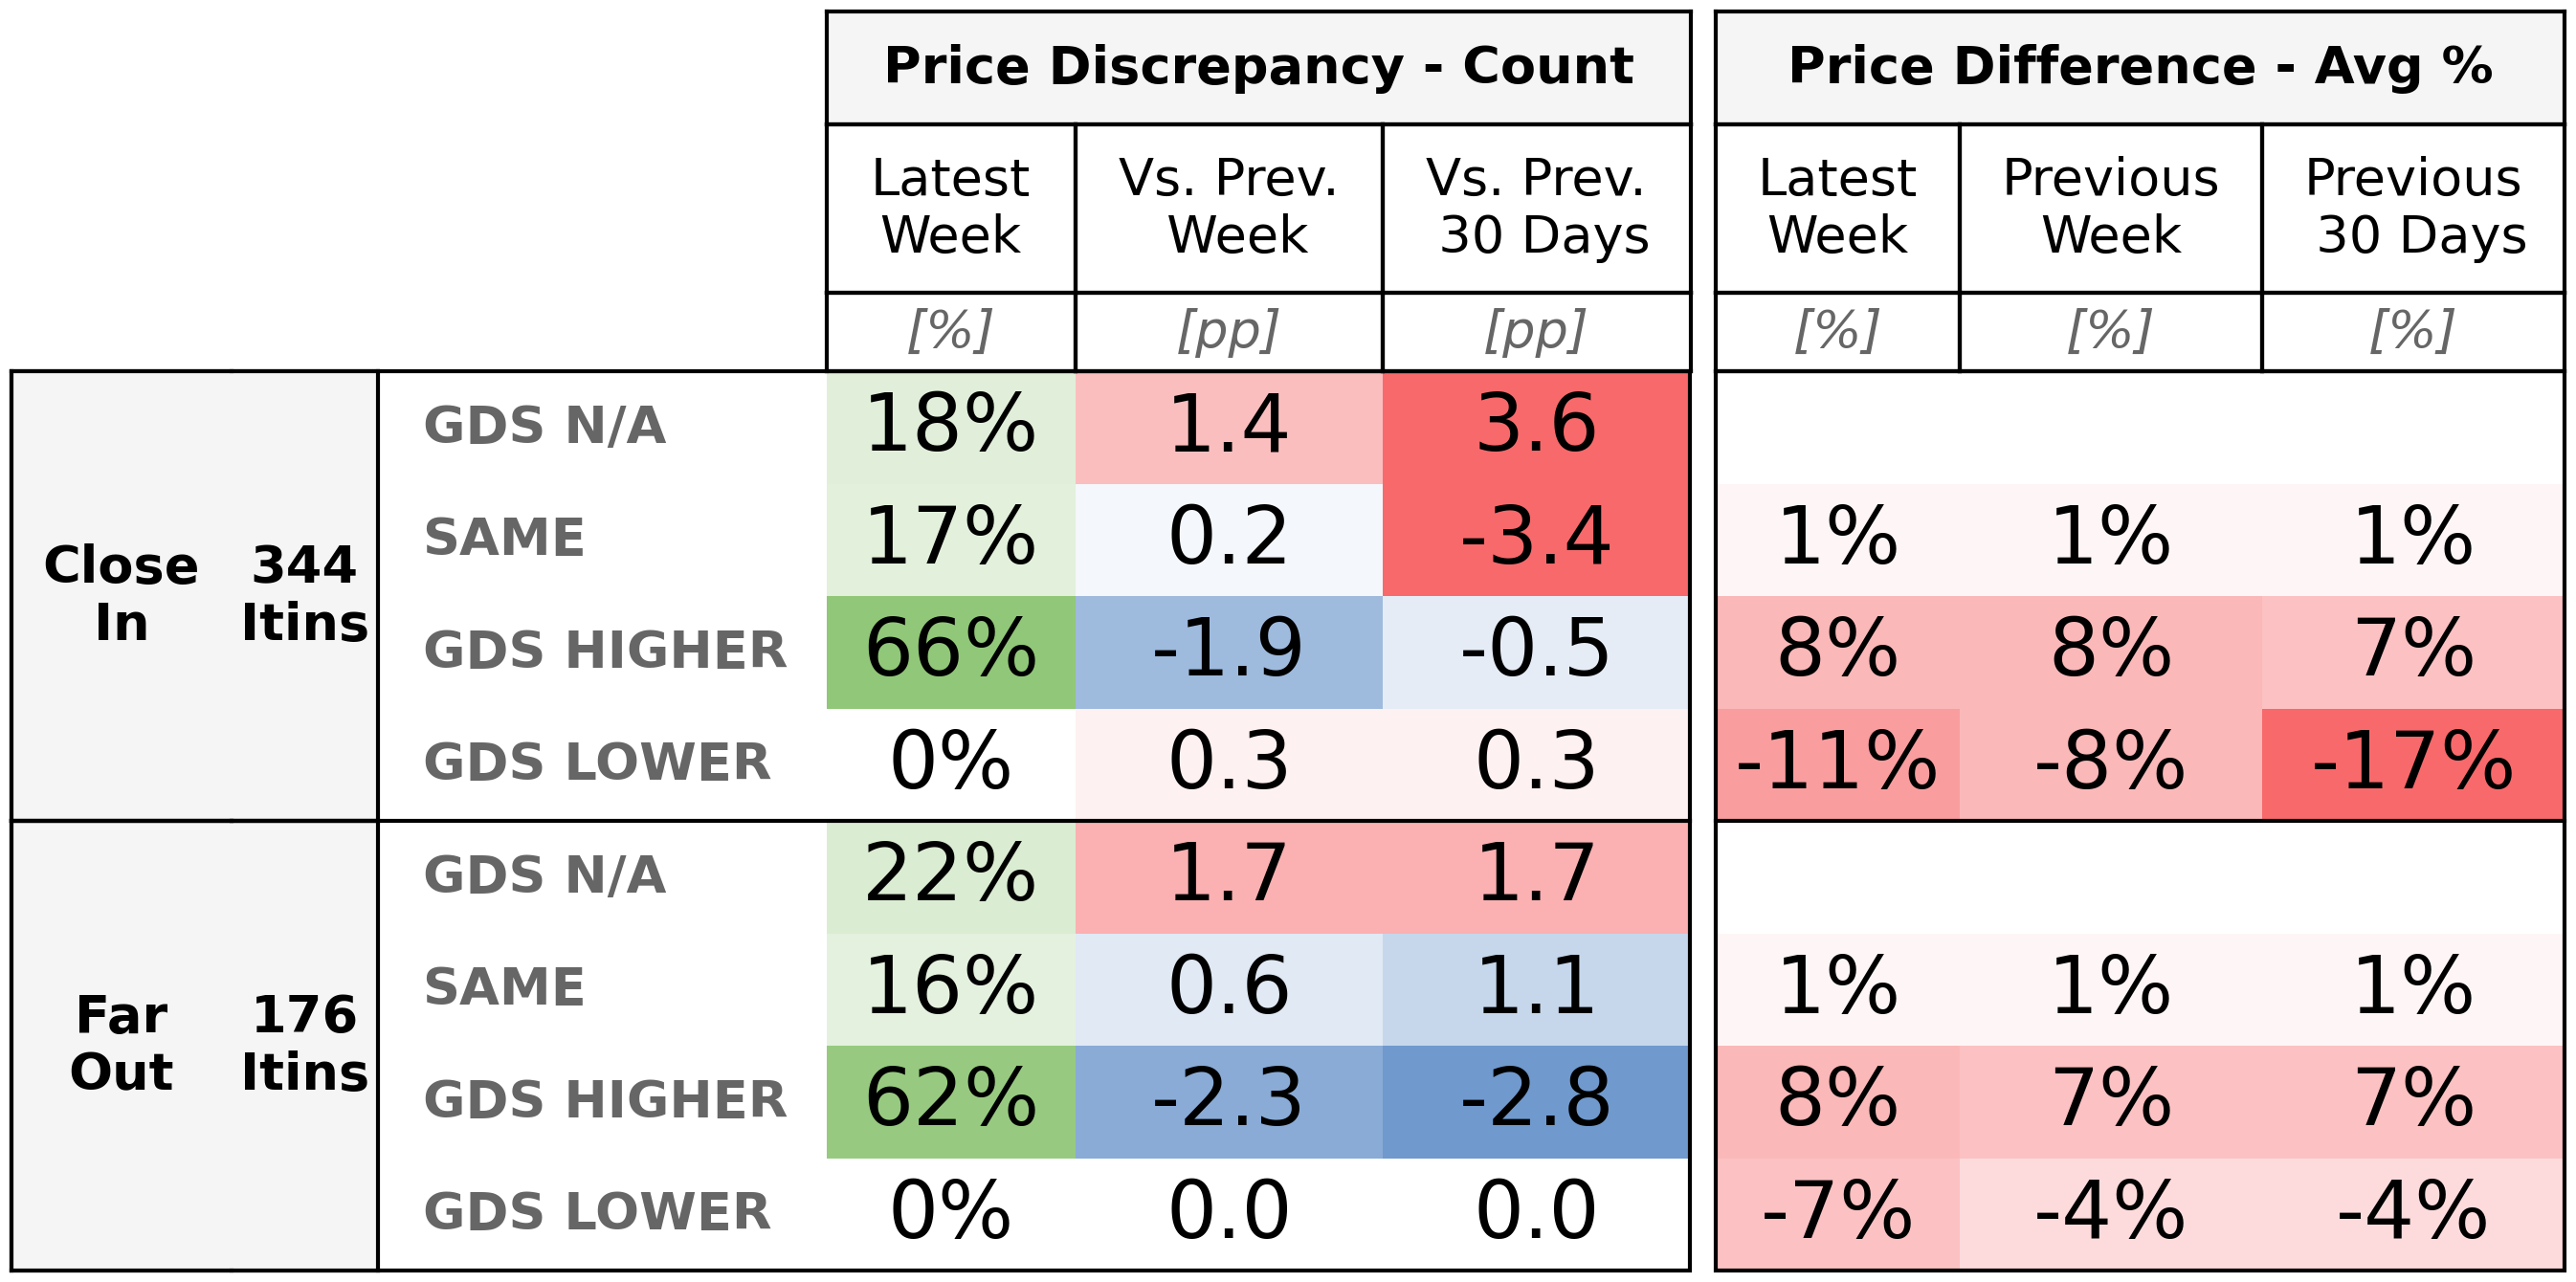 Price Discrepancy - Count Price Difference - Avg %
Latest Week Vs. Prev. Week Vs. Prev. 30 Days Latest Week Previous Week Previous 30 Days
[%] [pp] [pp] [%] [%] [%]
Close In 344 Itins
GDS N/A 18% 1.4 3.6
SAME 17% 0.2 -3.4 1% 1% 1%
GDS HIGHER 66% -1.9 -0.5 8% 8% 7%
GDS LOWER 0% 0.3 0.3 -11% -8% -17%
Far Out 176 Itins
GDS N/A 22% 1.7 1.7
SAME 16% 0.6 1.1 1% 1% 1%
GDS HIGHER 62% -2.3 -2.8 8% 7% 7%
GDS LOWER 0% 0.0 0.0 -7% -4% -4%